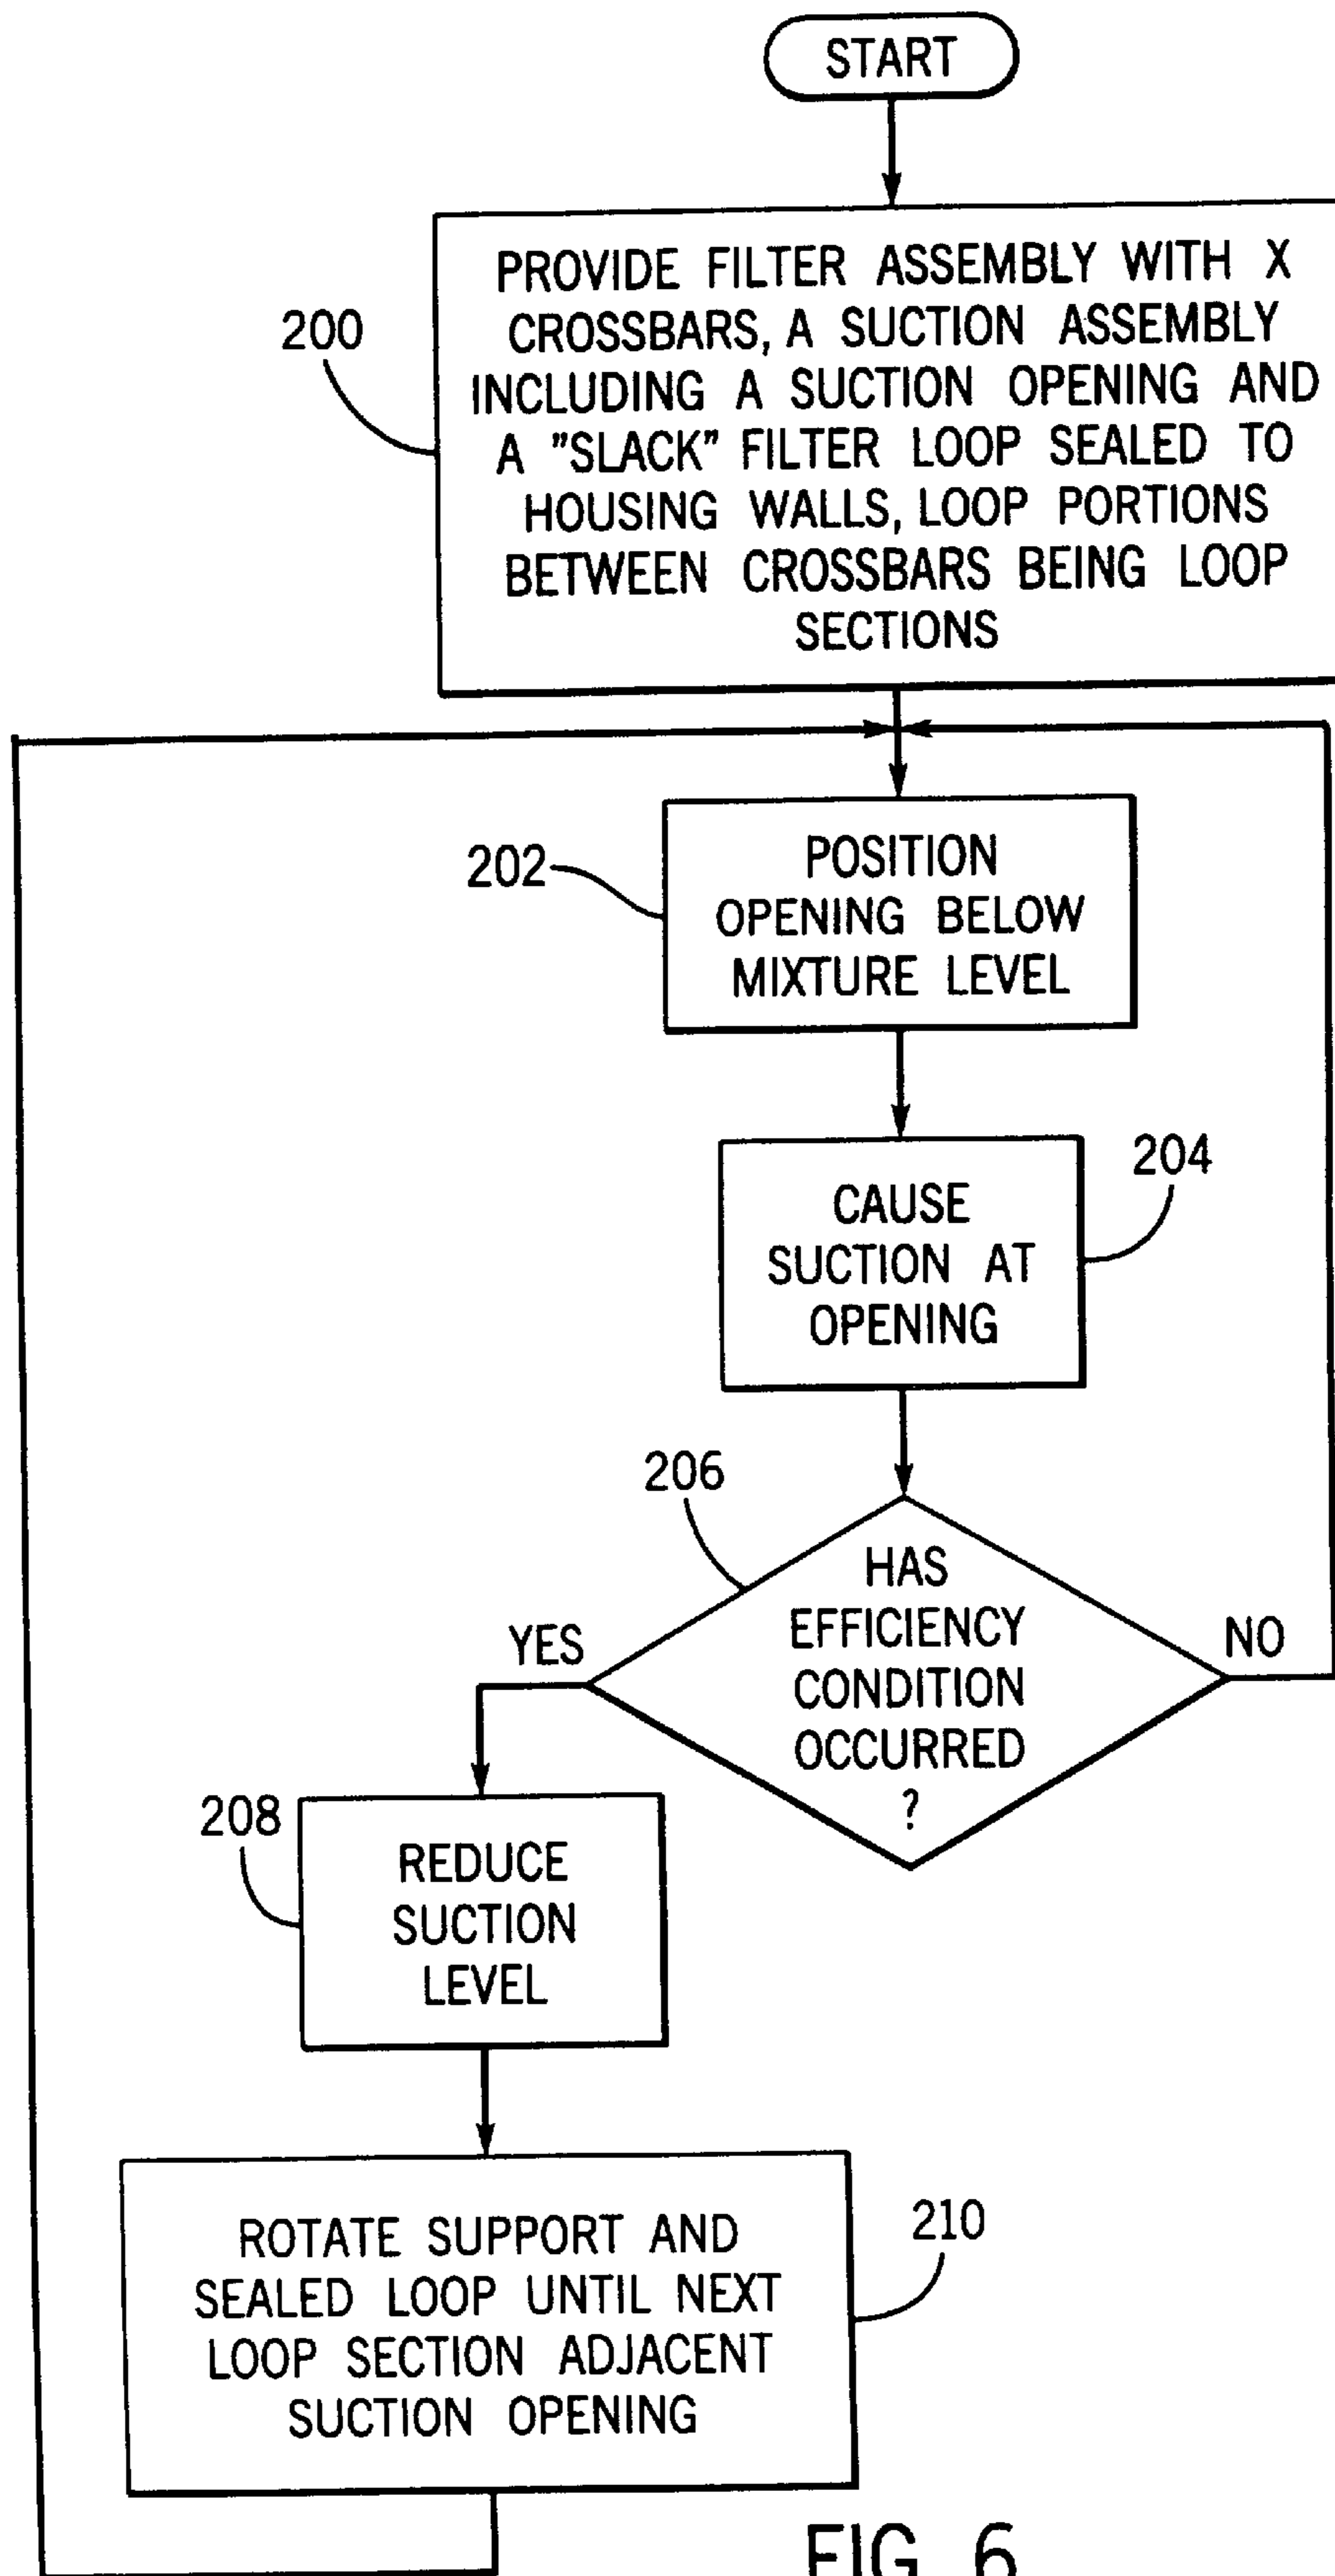 START
PROVIDE FILTER ASSEMBLY WITH X
CROSSBARS, A SUCTION ASSEMBLY
INCLUDING A SUCTION OPENING AND
A "SLACK" FILTER LOOP SEALED TO
HOUSING WALLS, LOOP PORTIONS
BETWEEN CROSSBARS BEING LOOP
SECTIONS
200
POSITION
OPENING BELOW
MIXTURE LEVEL
202
CAUSE
SUCTION AT
OPENING
204
206
HAS
EFFICIENCY
CONDITION
OCCURRED
?
YES
NO
208
REDUCE
SUCTION
LEVEL
ROTATE SUPPORT AND
SEALED LOOP UNTIL NEXT
LOOP SECTION ADJACENT
SUCTION OPENING
210
FIG. 6